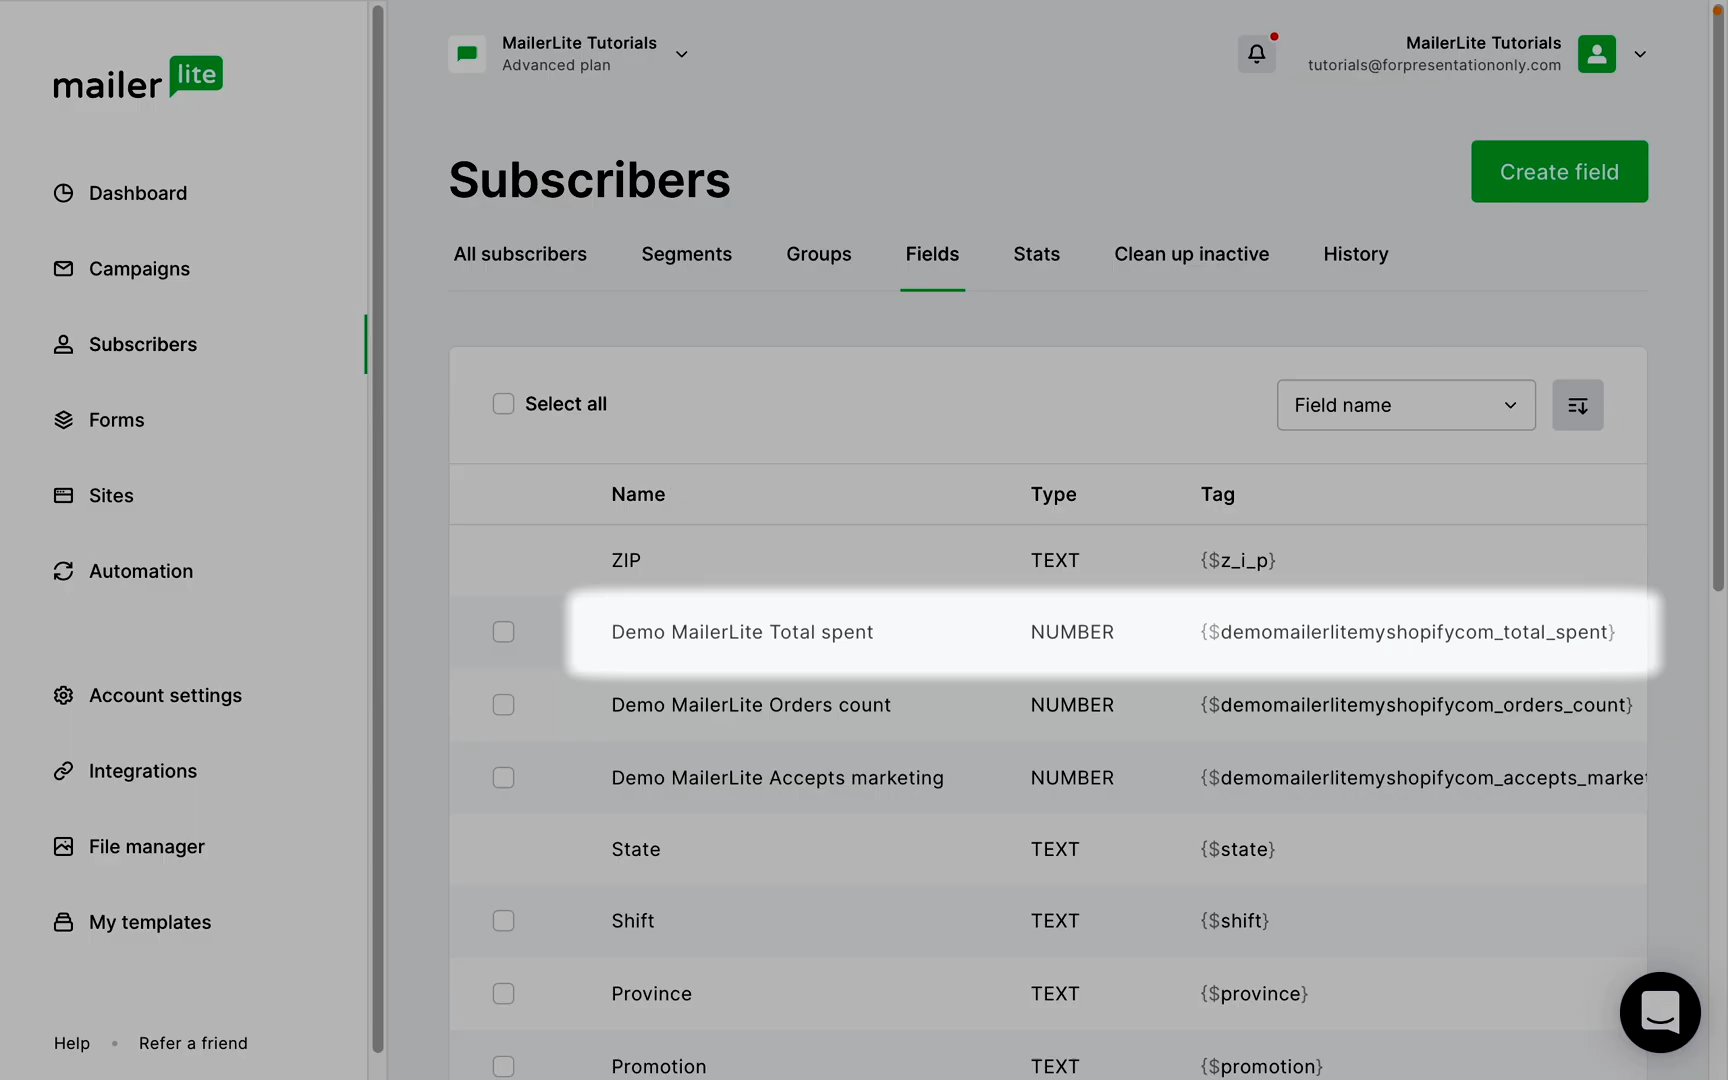 mailer lite
MailerLite Tutorials
Advanced plan
MailerLite Tutorials
tutorials@forpresentationonly.com
Dashboard
Campaigns
Subscribers
Forms
Sites
Automation
Account settings
Integrations
File manager
My templates
Help • Refer a friend
Subscribers
Create field
All subscribers Segments Groups Fields Stats Clean up inactive History
Select all
Field name
Name Type Tag
ZIP TEXT {$z_i_p}
Demo MailerLite Total spent NUMBER {$demomailerlitemyshopifycom_total_spent}
Demo MailerLite Orders count NUMBER {$demomailerlitemyshopifycom_orders_count}
Demo MailerLite Accepts marketing NUMBER {$demomailerlitemyshopifycom_accepts_market
State TEXT {$state}
Shift TEXT {$shift}
Province TEXT {$province}
Promotion TEXT {$promotion}